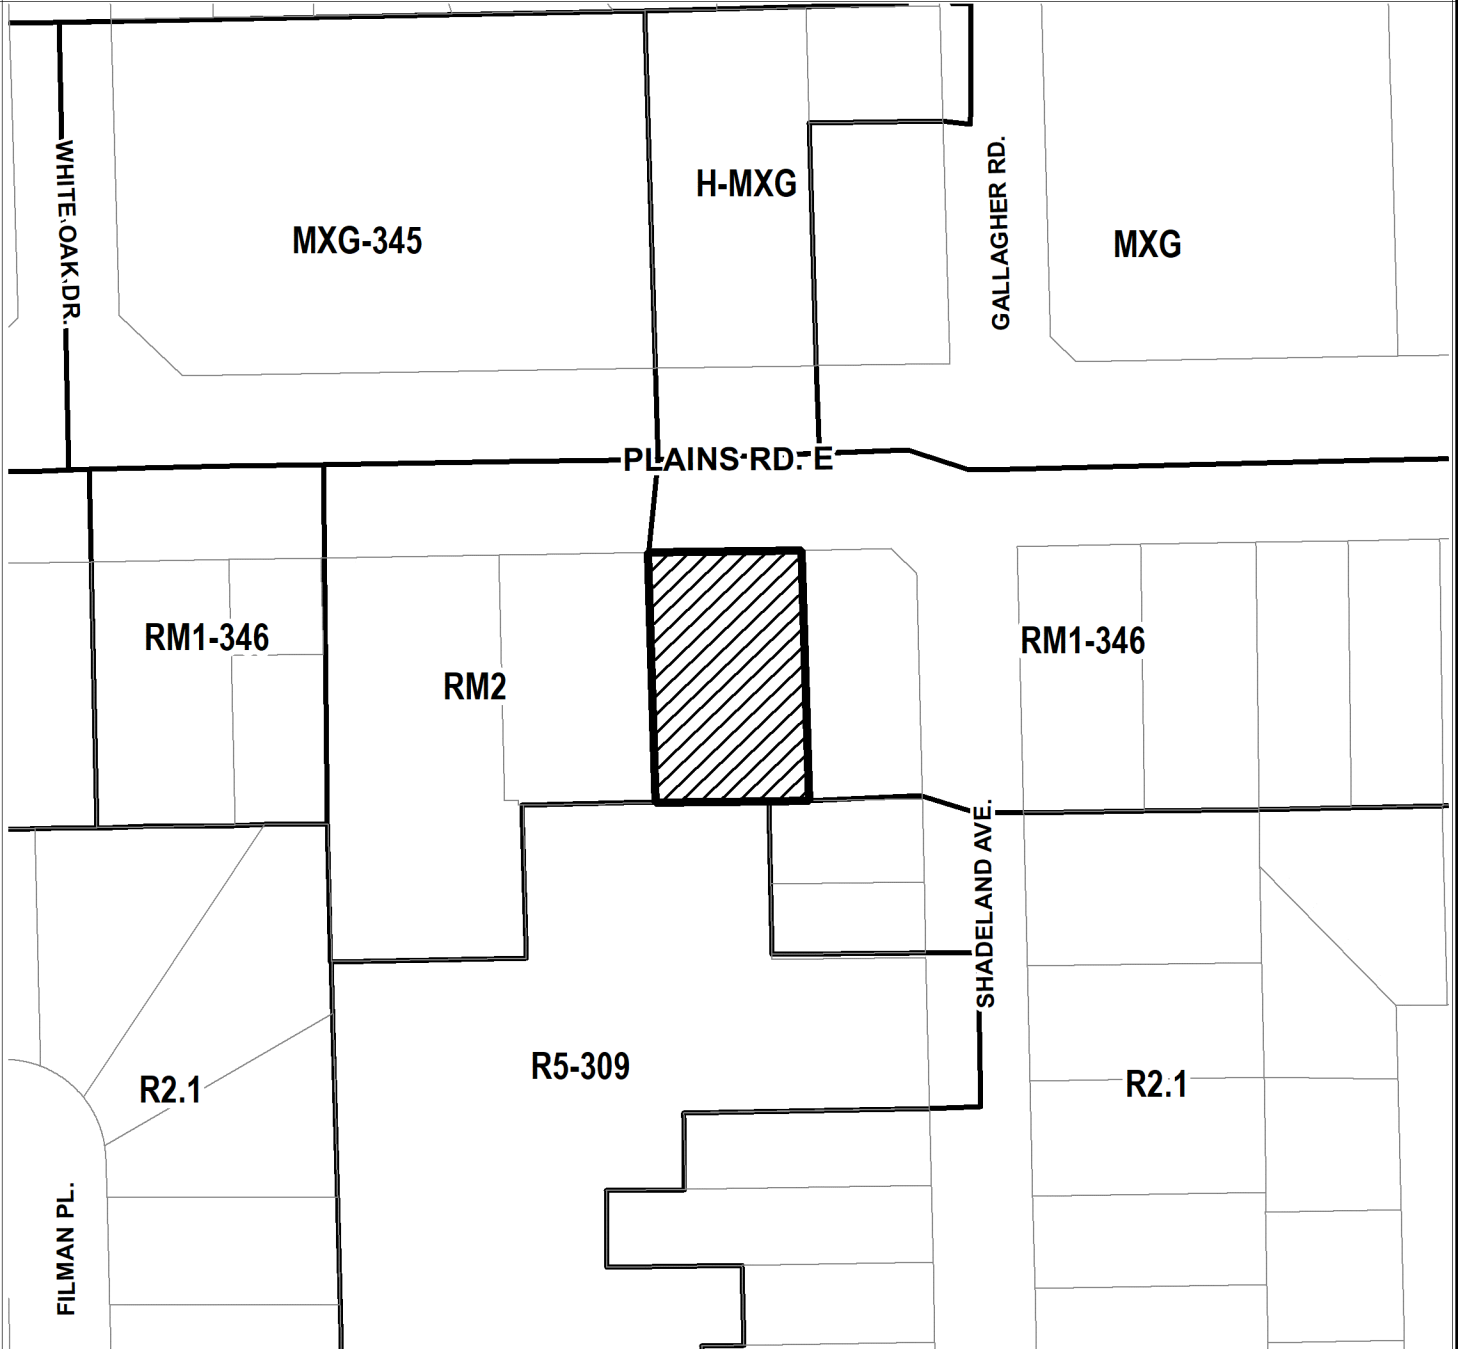 WHITE OAK DR.
MXG-345
H-MXG
GALLAGHER RD.
MXG
PLAINS RD. E
RM1-346
RM2
RM1-346
SHADELAND AVE.
R2.1
R5-309
R2.1
FILMAN PL.